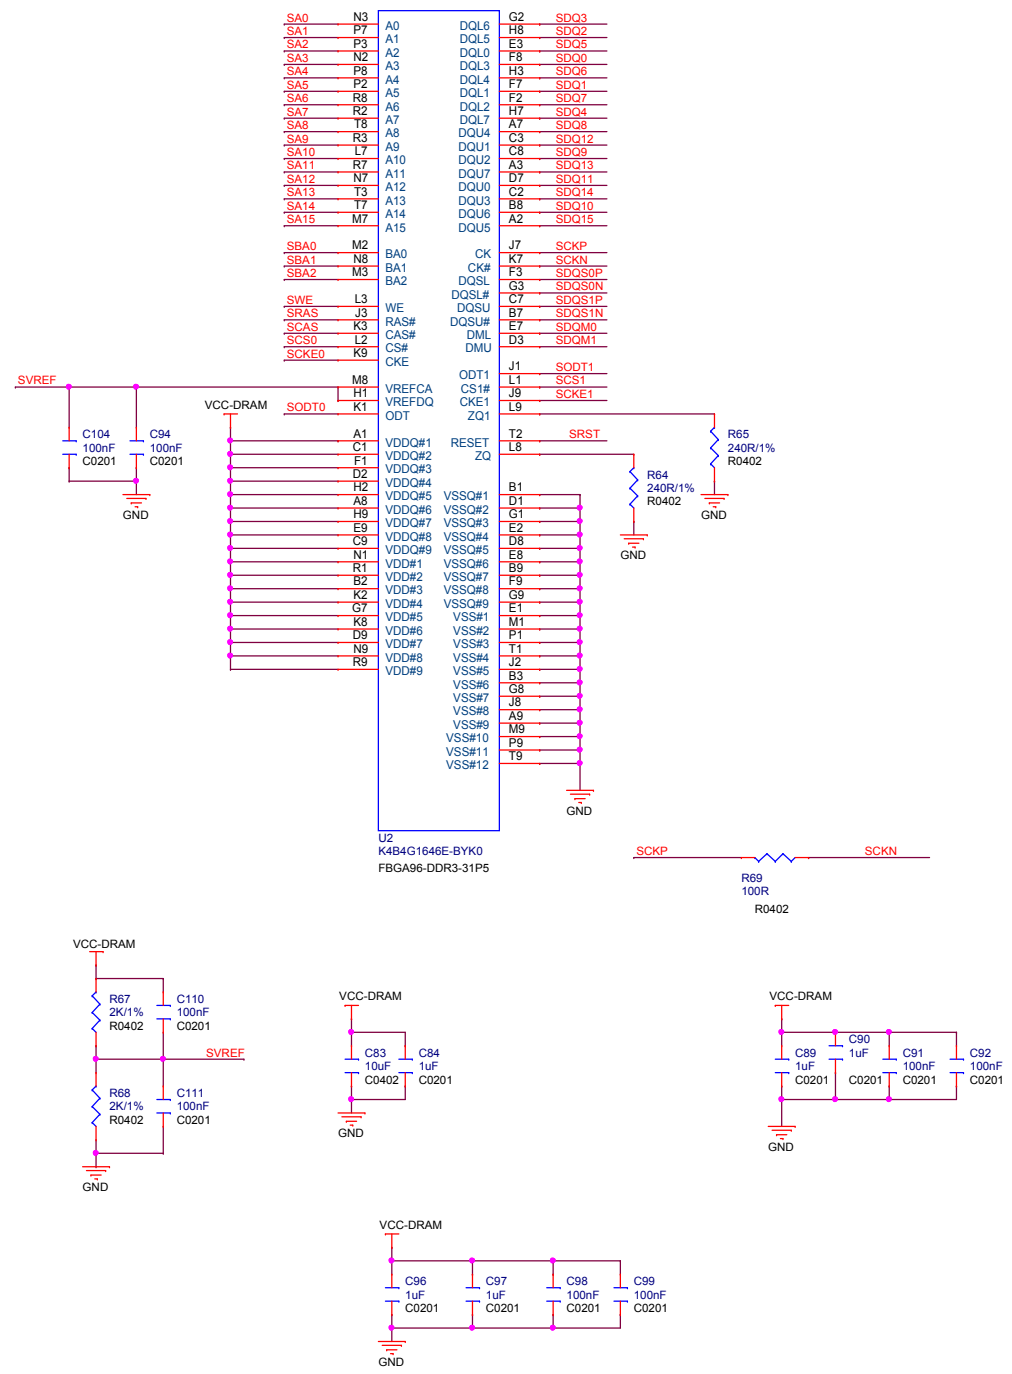 SA0 N3 A0 DQL6 G2 SDQ3
SA1 P7 A1 DQL5 H8 SDQ2
SA2 P3 A2 DQL0 E3 SDQ5
SA3 N2 A3 DQL3 F8 SDQ0
SA4 P8 A4 DQL4 H3 SDQ6
SA5 P2 A5 DQL1 F7 SDQ1
SA6 R8 A6 DQL2 F2 SDQ7
SA7 R2 A7 DQL7 H7 SDQ4
SA8 T8 A8 DQU4 A7 SDQ8
SA9 R3 A9 DQU1 C3 SDQ12
SA10 L7 A10 DQU2 C8 SDQ9
SA11 R7 A11 DQU7 A3 SDQ13
SA12 N7 A12 DQU0 D7 SDQ11
SA13 T3 A13 DQU3 C2 SDQ14
SA14 T7 A14 DQU6 B8 SDQ10
SA15 M7 A15 DQU5 A2 SDQ15
SBA0 M2 BA0 CK J7 SCKP
SBA1 N8 BA1 CK# K7 SCKN
SBA2 M3 BA2 DQSL F3 SDQS0P
DQSL# G3 SDQS0N
SWE L3 WE DQSU C7 SDQS1P
SRAS J3 RAS# DQSU# B7 SDQS1N
SCAS K3 CAS# DML E7 SDQM0
SCS0 L2 CS# DMU D3 SDQM1
SCKE0 K9 CKE
ODT1 J1 SODT1
SVREF M8 VREFCA CS1# L1 SCS1
H1 VREFDQ CKE1 J9 SCKE1
VCC-DRAM SODT0 K1 ODT ZQ1 L9
C104 100nF C0201
C94 100nF C0201
GND
R65 240R/1% R0402
GND
R64 240R/1% R0402
GND
A1 VDDQ#1 RESET T2 SRST
C1 VDDQ#2 ZQ L8
F1 VDDQ#3
D2 VDDQ#4
H2 VDDQ#5 VSSQ#1 B1
A8 VDDQ#6 VSSQ#2 D1
H9 VDDQ#7 VSSQ#3 G1
E9 VDDQ#8 VSSQ#4 E2
C9 VDDQ#9 VSSQ#5 D8
N1 VDD#1 VSSQ#6 E8
R1 VDD#2 VSSQ#7 B9
B2 VDD#3 VSSQ#8 F9
K2 VDD#4 VSSQ#9 G9
G7 VDD#5 VSS#1 E1
K8 VDD#6 VSS#2 M1
D9 VDD#7 VSS#3 P1
N9 VDD#8 VSS#4 T1
R9 VDD#9 VSS#5 J2
VSS#6 B3
VSS#7 G8
VSS#8 J8
VSS#9 A9
VSS#10 M9
VSS#11 P9
VSS#12 T9
GND
U2
K4B4G1646E-BYK0
FBGA96-DDR3-31P5
SCKP SCKN
R69
100R
R0402
VCC-DRAM
R67 2K/1% R0402
C110 100nF C0201
SVREF
R68 2K/1% R0402
C111 100nF C0201
GND
VCC-DRAM
C83 10uF C0402
C84 1uF C0201
GND
VCC-DRAM
C89 1uF C0201
C90 1uF C0201
C91 100nF C0201
C92 100nF C0201
GND
VCC-DRAM
C96 1uF C0201
C97 1uF C0201
C98 100nF C0201
C99 100nF C0201
GND